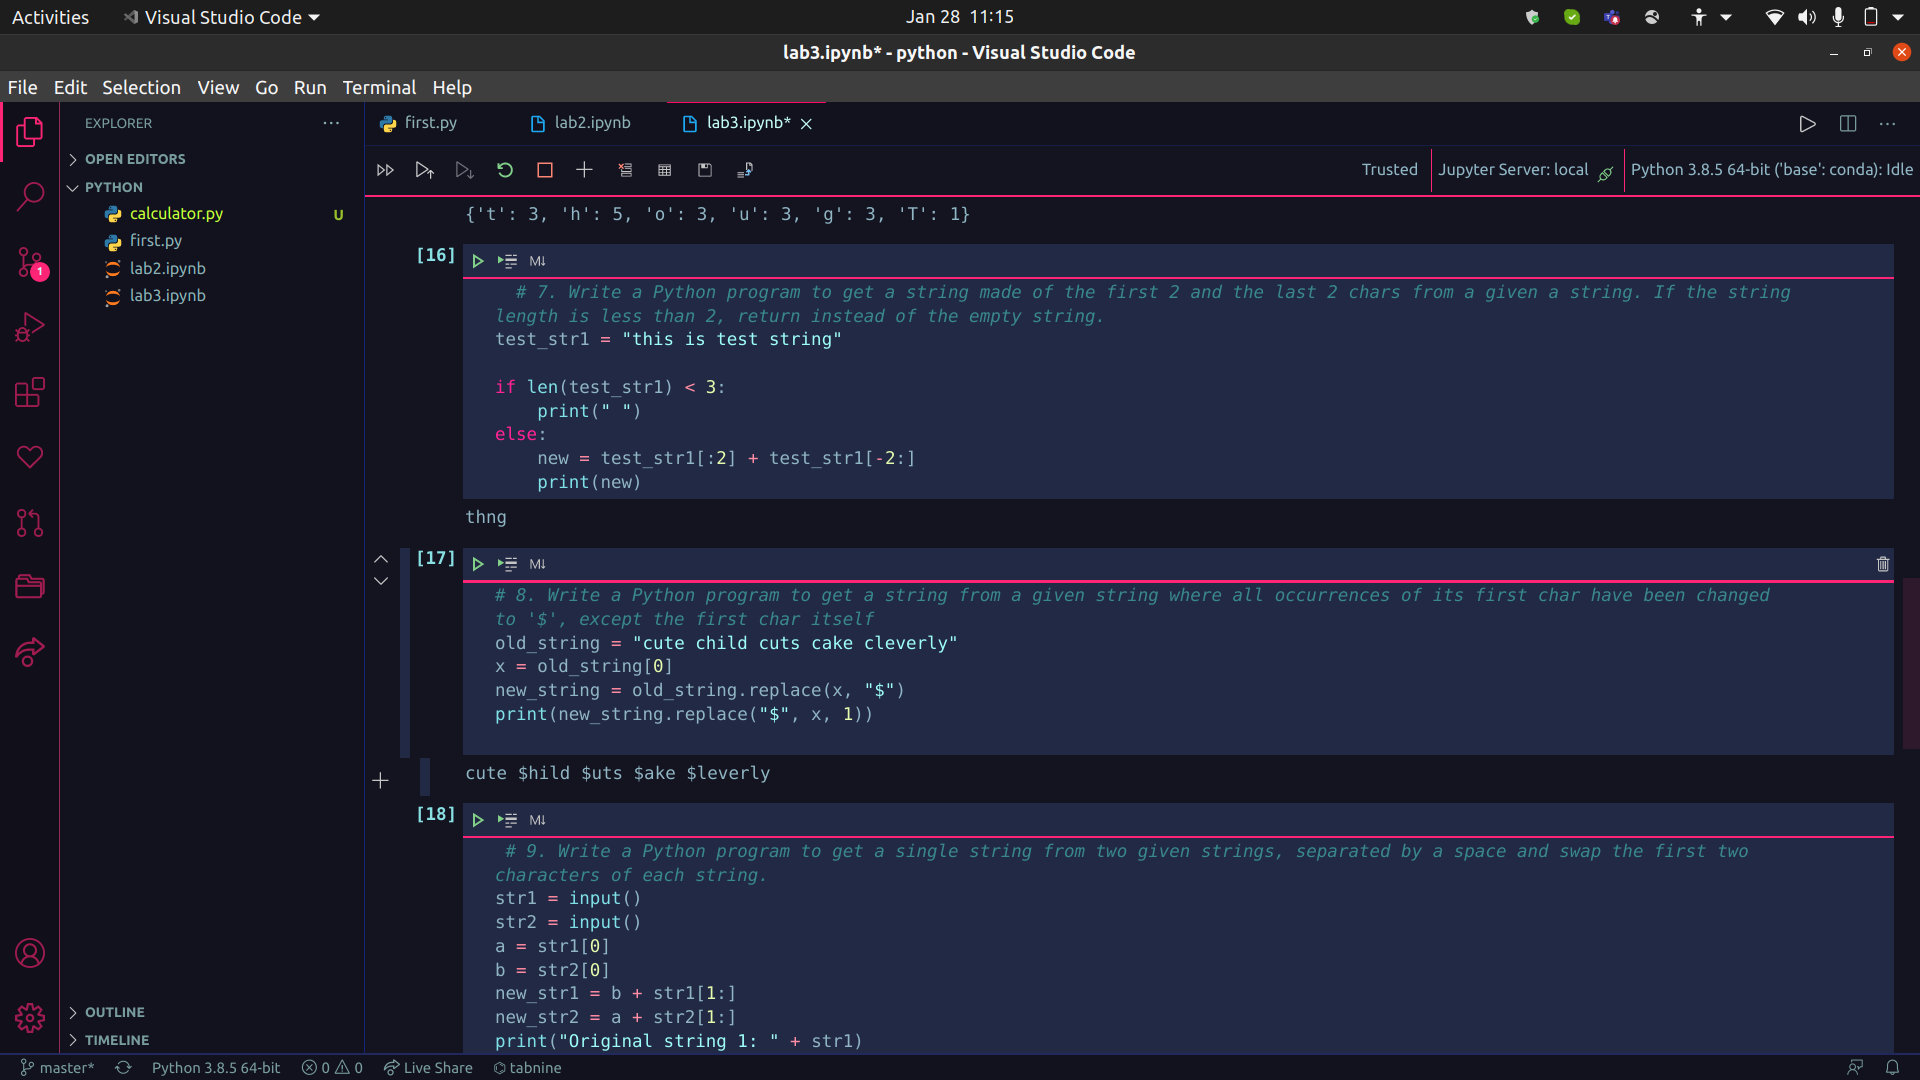 Activities Visual Studio Code Jan 28 11:15
lab3.ipynb* - python - Visual Studio Code
File Edit Selection View Go Run Terminal Help
EXPLORER
OPEN EDITORS
PYTHON
calculator.py U
first.py
lab2.ipynb
lab3.ipynb
OUTLINE
TIMELINE
1
first.py lab2.ipynb lab3.ipynb*
Trusted Jupyter Server: local Python 3.8.5 64-bit ('base': conda): Idle
{'t': 3, 'h': 5, 'o': 3, 'u': 3, 'g': 3, 'T': 1}
[16] M↓
# 7. Write a Python program to get a string made of the first 2 and the last 2 chars from a given a string. If the string
length is less than 2, return instead of the empty string.
test_str1 = "this is test string"
if len(test_str1) < 3:
print(" ")
else:
new = test_str1[:2] + test_str1[-2:]
print(new)
thng
[17] M↓
# 8. Write a Python program to get a string from a given string where all occurrences of its first char have been changed
to '$', except the first char itself
old_string = "cute child cuts cake cleverly"
x = old_string[0]
new_string = old_string.replace(x, "$")
print(new_string.replace("$", x, 1))
cute $hild $uts $ake $leverly
[18] M↓
# 9. Write a Python program to get a single string from two given strings, separated by a space and swap the first two
characters of each string.
str1 = input()
str2 = input()
a = str1[0]
b = str2[0]
new_str1 = b + str1[1:]
new_str2 = a + str2[1:]
print("Original string 1: " + str1)
master* Python 3.8.5 64-bit 0 0 Live Share tabnine